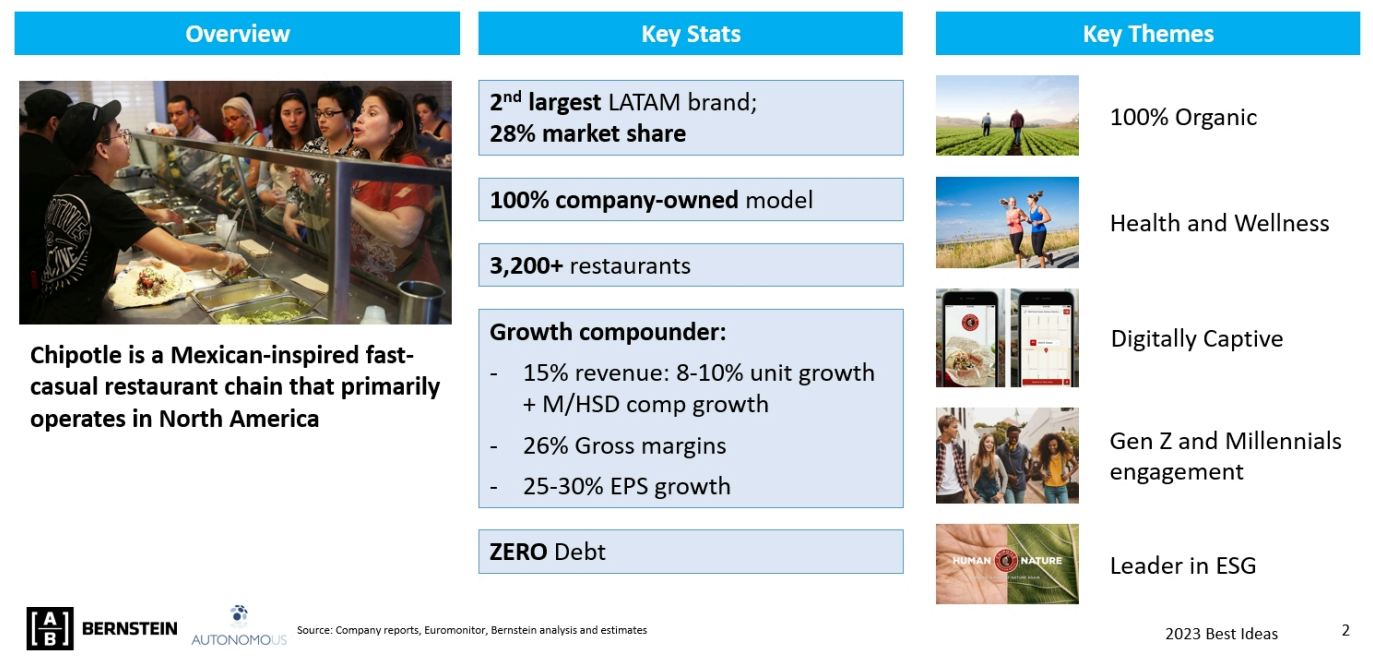 Overview
Chipotle is a Mexican-inspired fast-
casual restaurant chain that primarily
operates in North America
Key Stats
2nd largest LATAM brand;
28% market share
100% company-owned model
3,200+ restaurants
Growth compounder:
- 15% revenue: 8-10% unit growth
+ M/HSD comp growth
- 26% Gross margins
- 25-30% EPS growth
ZERO Debt
Key Themes
100% Organic
Health and Wellness
Digitally Captive
Gen Z and Millennials
engagement
HUMAN NATURE
Leader in ESG
[A
B] BERNSTEIN
AUTONOMOUS
Source: Company reports, Euromonitor, Bernstein analysis and estimates
2023 Best Ideas
2